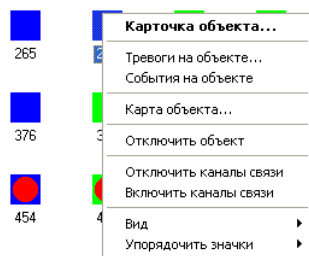 Карточка объекта...
265
Тревоги на объекте...
События на объекте
Карта объекта...
376
Отключить объект
Отключить каналы связи
Включить каналы связи
454
Вид
Упорядочить значки